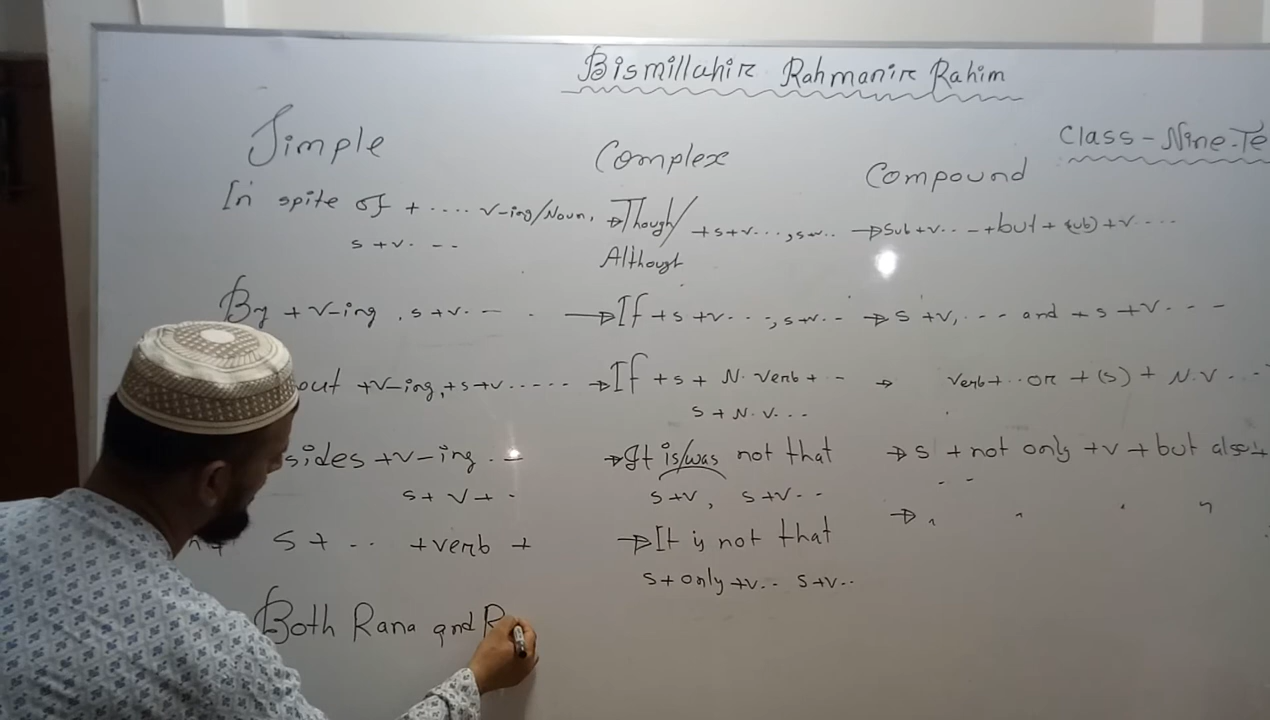 Bismillahir Rahmanir Rahim
Class - Nine-Te
Simple Complex Compound
In spite of + .... v-ing/Noun, → Though/ + s + v..., s+v.. → Sub + v.. - + but + (sub) + v ....
s + v. - - Although
By + v-ing, s + v. - - . → If + s + v..., s+v.. → s + v, ... and + s + v - - -
out + v-ing, + s + v ..... → If + s + N. verb + - → verb + .. or + (s) + N.V ...
s + N. v...
sides + v-ing . - → It is/was not that → s + not only + v + but also +
s + v + . s+v, s+v.. - -
s + .. + verb + → It is not that → " " ' "
s + only + v.. s+v..
Both Rana and R